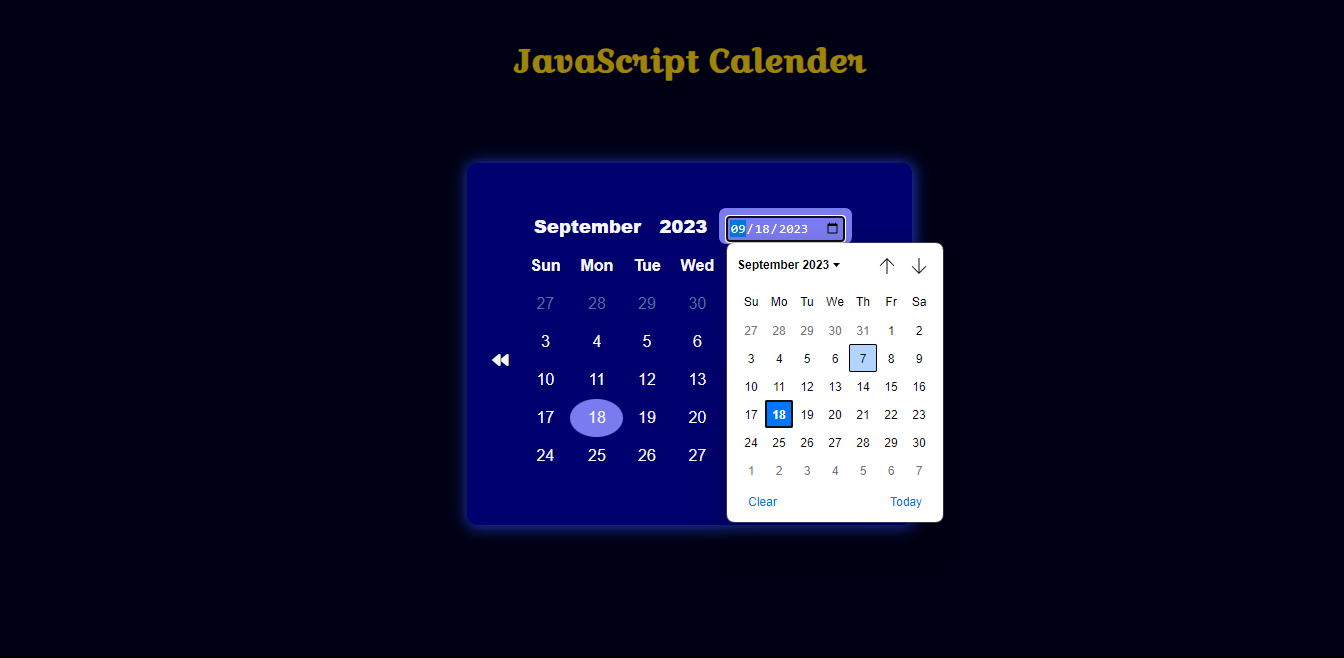 JavaScript Calender
September 2023 09/18/2023
Sun Mon Tue Wed
27 28 29 30
3 4 5 6
10 11 12 13
17 18 19 20
24 25 26 27
September 2023
Su Mo Tu We Th Fr Sa
27 28 29 30 31 1 2
3 4 5 6 7 8 9
10 11 12 13 14 15 16
17 18 19 20 21 22 23
24 25 26 27 28 29 30
1 2 3 4 5 6 7
Clear Today